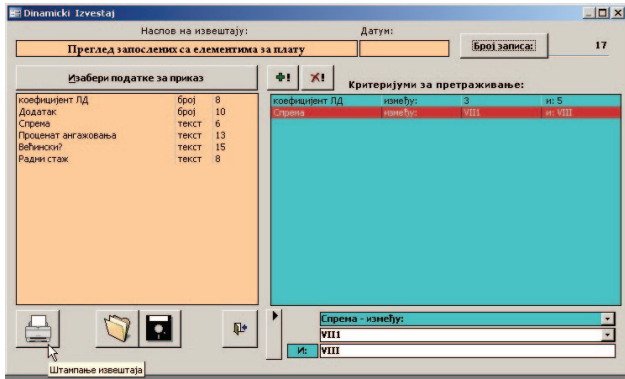 Dinamicki Izvestaj
Наслов на извештају: Датум:
Преглед запослених са елементима за плату Број записа: 17
Изабери податке за приказ Критеријуми за претраживање:
коефицијент ЛД број 8 коефицијент ЛД између: 3 и: 5
Додатак број 10 Спрема између: VII1 и: VIII
Спрема текст 6
Проценат ангажовања текст 13
Већински? текст 15
Радни стаж текст 8
Спрема - између:
VII1
И: VIII
Штампање извештаја